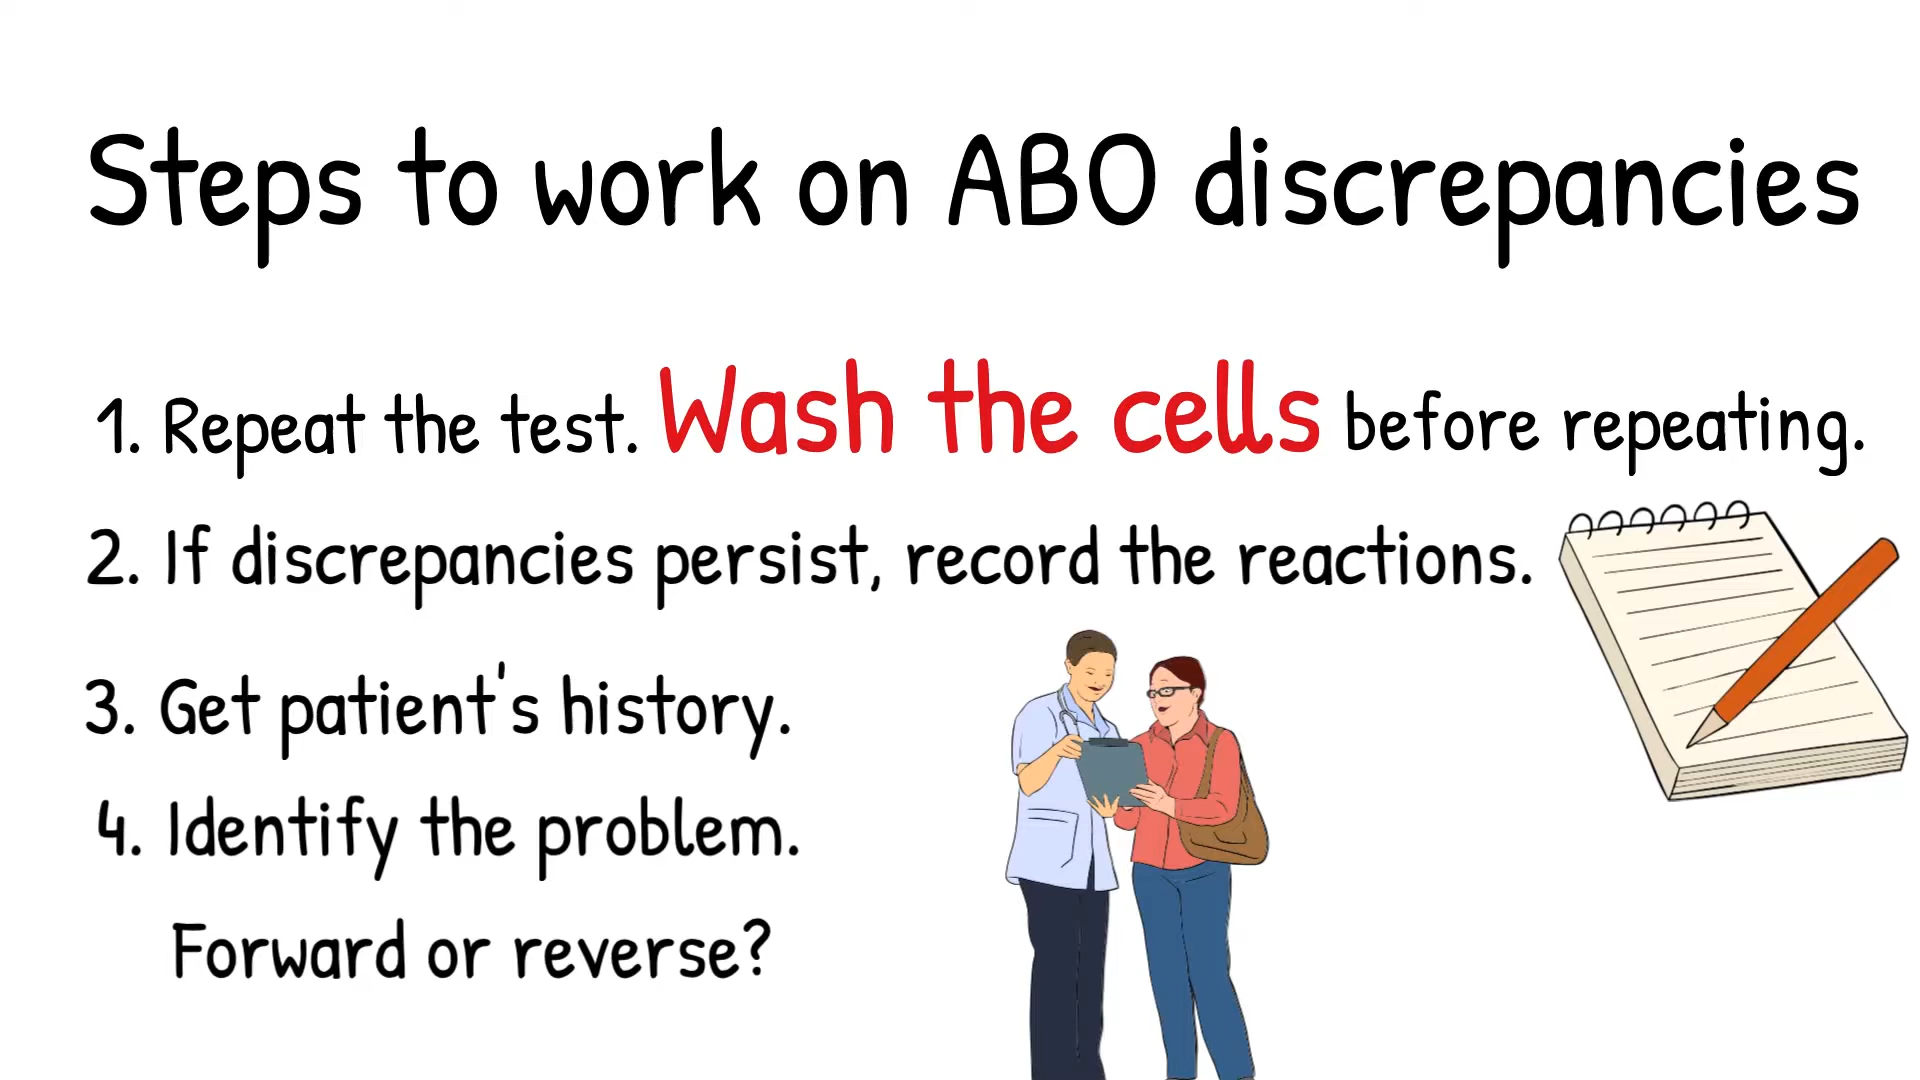 Steps to work on ABO discrepancies
1. Repeat the test. Wash the cells before repeating.
2. If discrepancies persist, record the reactions.
3. Get patient's history.
4. Identify the problem.
Forward or reverse?